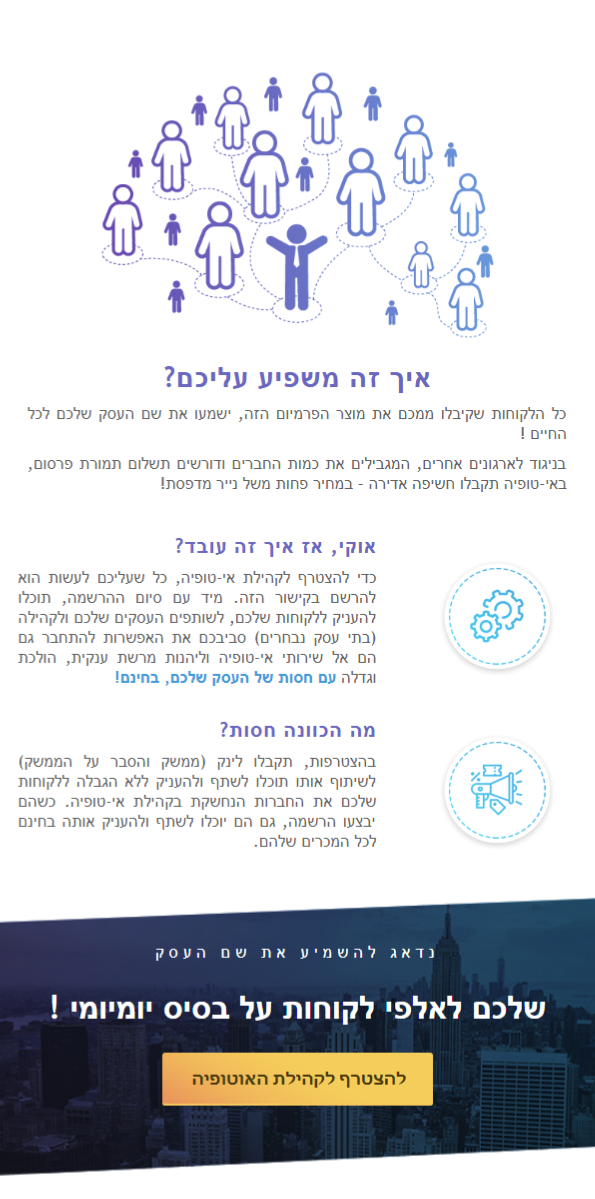 איך זה משפיע עליכם?
כל הלקוחות שקיבלו ממכם את מוצר הפרמיום הזה, ישמעו את שם העסק שלכם לכל
החיים !
בניגוד לארגונים אחרים, המגבילים את כמות החברים ודורשים תשלום תמורת פרסום,
באי-טופיה תקבלו חשיפה אדירה - במחיר פחות משל נייר מדפסת!
אוקי, אז איך זה עובד?
כדי להצטרף לקהילת אי-טופיה, כל שעליכם לעשות הוא
להרשם בקישור הזה. מיד עם סיום ההרשמה, תוכלו
להעניק ללקוחות שלכם, לשותפים העסקים שלכם ולקהילה
(בתי עסק נבחרים) סביבכם את האפשרות להתחבר גם
הם אל שירותי אי-טופיה וליהנות מרשת ענקית, הולכת
וגדלה עם חסות של העסק שלכם, בחינם!
מה הכוונה חסות?
בהצטרפות, תקבלו לינק (ממשק והסבר על הממשק)
לשיתוף אותו תוכלו לשתף ולהעניק ללא הגבלה ללקוחות
שלכם את החברות הנחשקת בקהילת אי-טופיה. כשהם
יבצעו הרשמה, גם הם יוכלו לשתף ולהעניק אותה בחינם
לכל המכרים שלהם.
נדאג להשמיע את שם העסק
שלכם לאלפי לקוחות על בסיס יומיומי !
להצטרף לקהילת האוטופיה